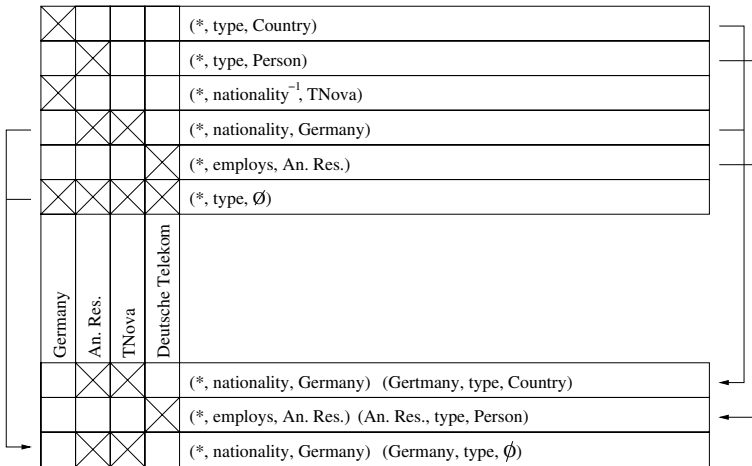 (*, type, Country)
(*, type, Person)
(*, nationality⁻¹, TNova)
(*, nationality, Germany)
(*, employs, An. Res.)
(*, type, Ø)
Germany
An. Res.
TNova
Deutsche Telekom
(*, nationality, Germany) (Gertmany, type, Country)
(*, employs, An. Res.) (An. Res., type, Person)
(*, nationality, Germany) (Germany, type, Ø)